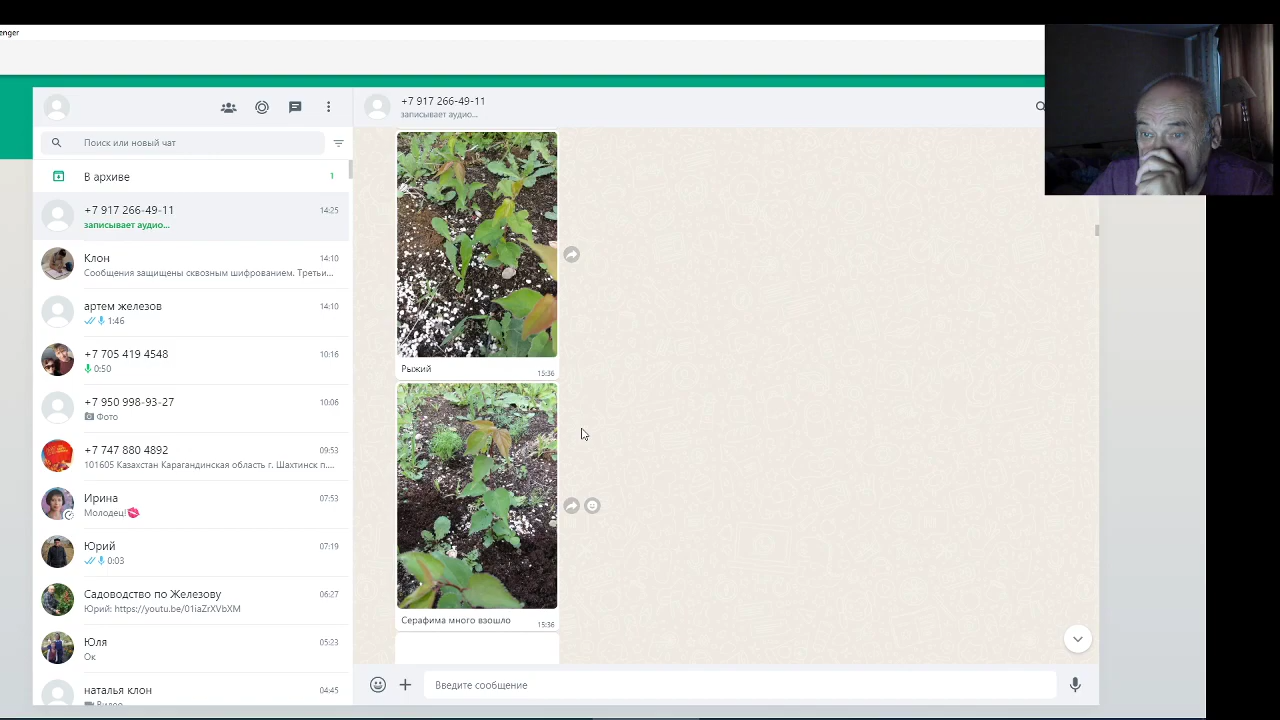 enger
Поиск или новый чат
В архиве
1
+7 917 266-49-11
14:25
записывает аудио...
Клон
14:10
Сообщения защищены сквозным шифрованием. Третьи...
артем железов
14:10
1:46
+7 705 419 4548
10:16
0:50
+7 950 998-93-27
10:06
Фото
+7 747 880 4892
09:53
101605 Казахстан Карагандинская область г. Шахтинск п....
Ирина
07:53
Молодец!💋
Юрий
07:19
0:03
Садоводство по Железову
06:27
Юрий: https://youtu.be/01iaZrXVbXM
Юля
05:23
Ок
наталья клон
04:45
Видео
+7 917 266-49-11
записывает аудио...
Рыжий
15:36
Серафима много взошло
15:36
Введите сообщение